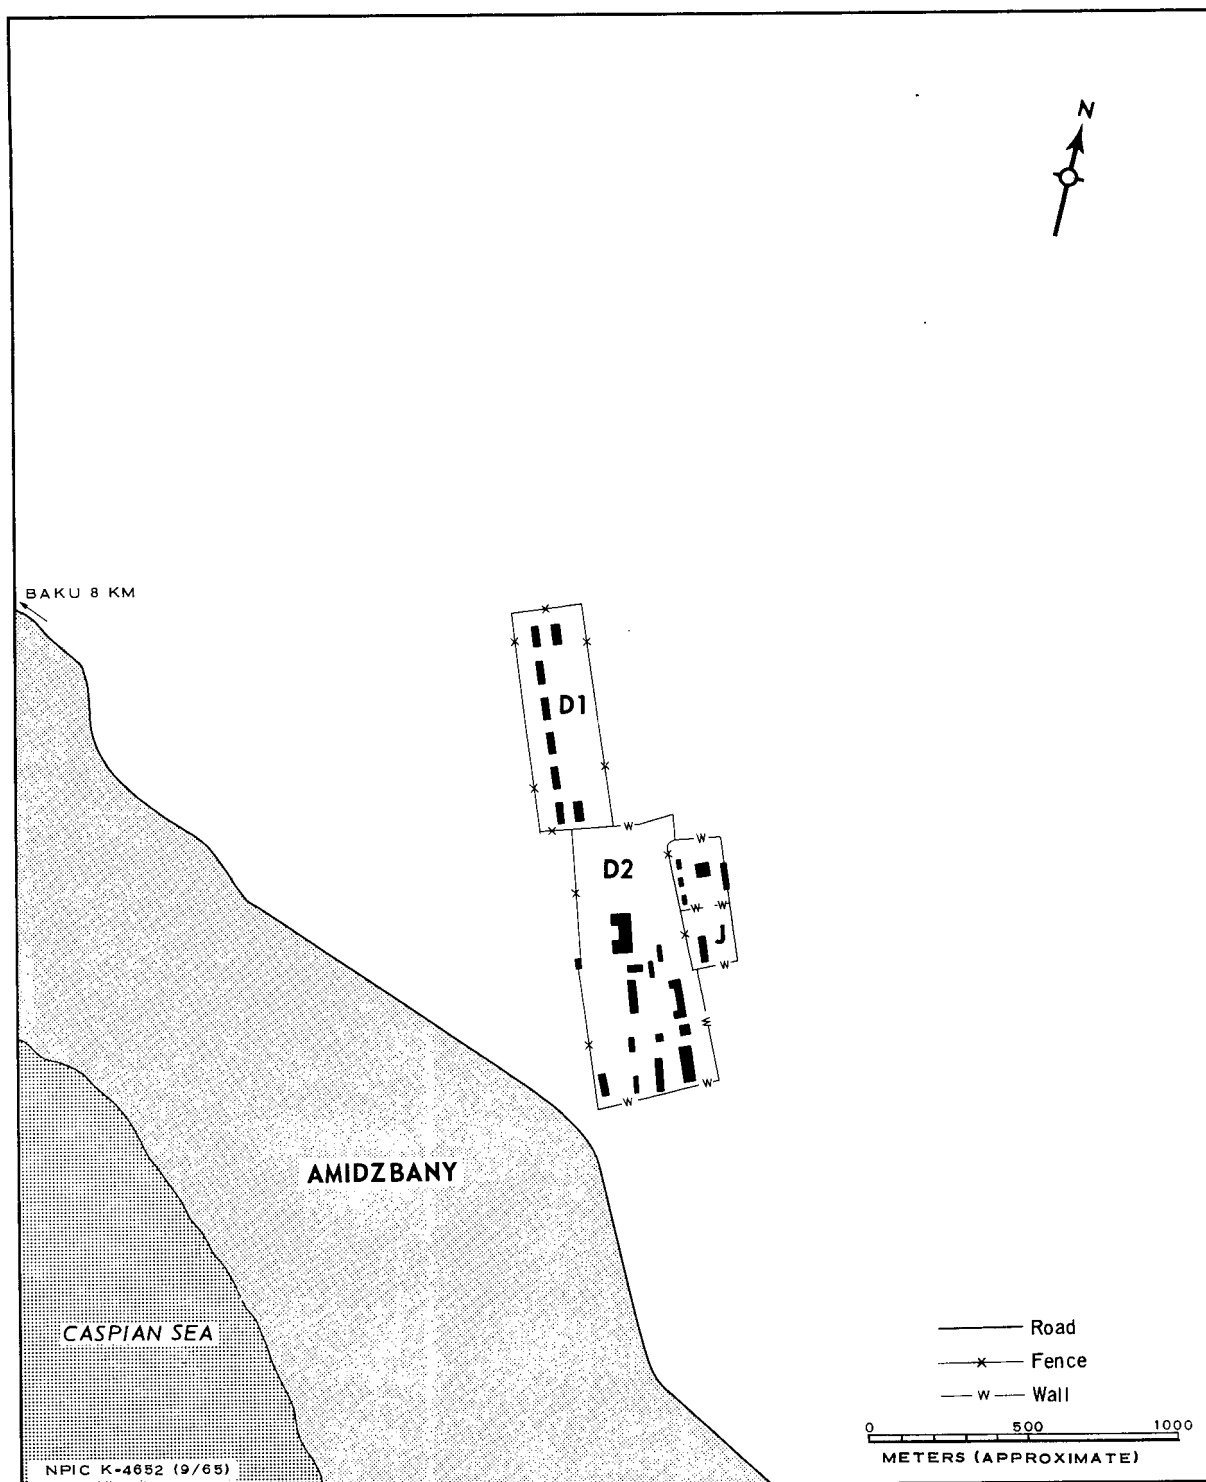 N
BAKU 8 KM
D1
W
W
D2
W W
J
W
W
W
W
AMIDZBANY
CASPIAN SEA
Road
x Fence
W Wall
0 500 1000
METERS (APPROXIMATE)
NPIC K-4652 (9/65)